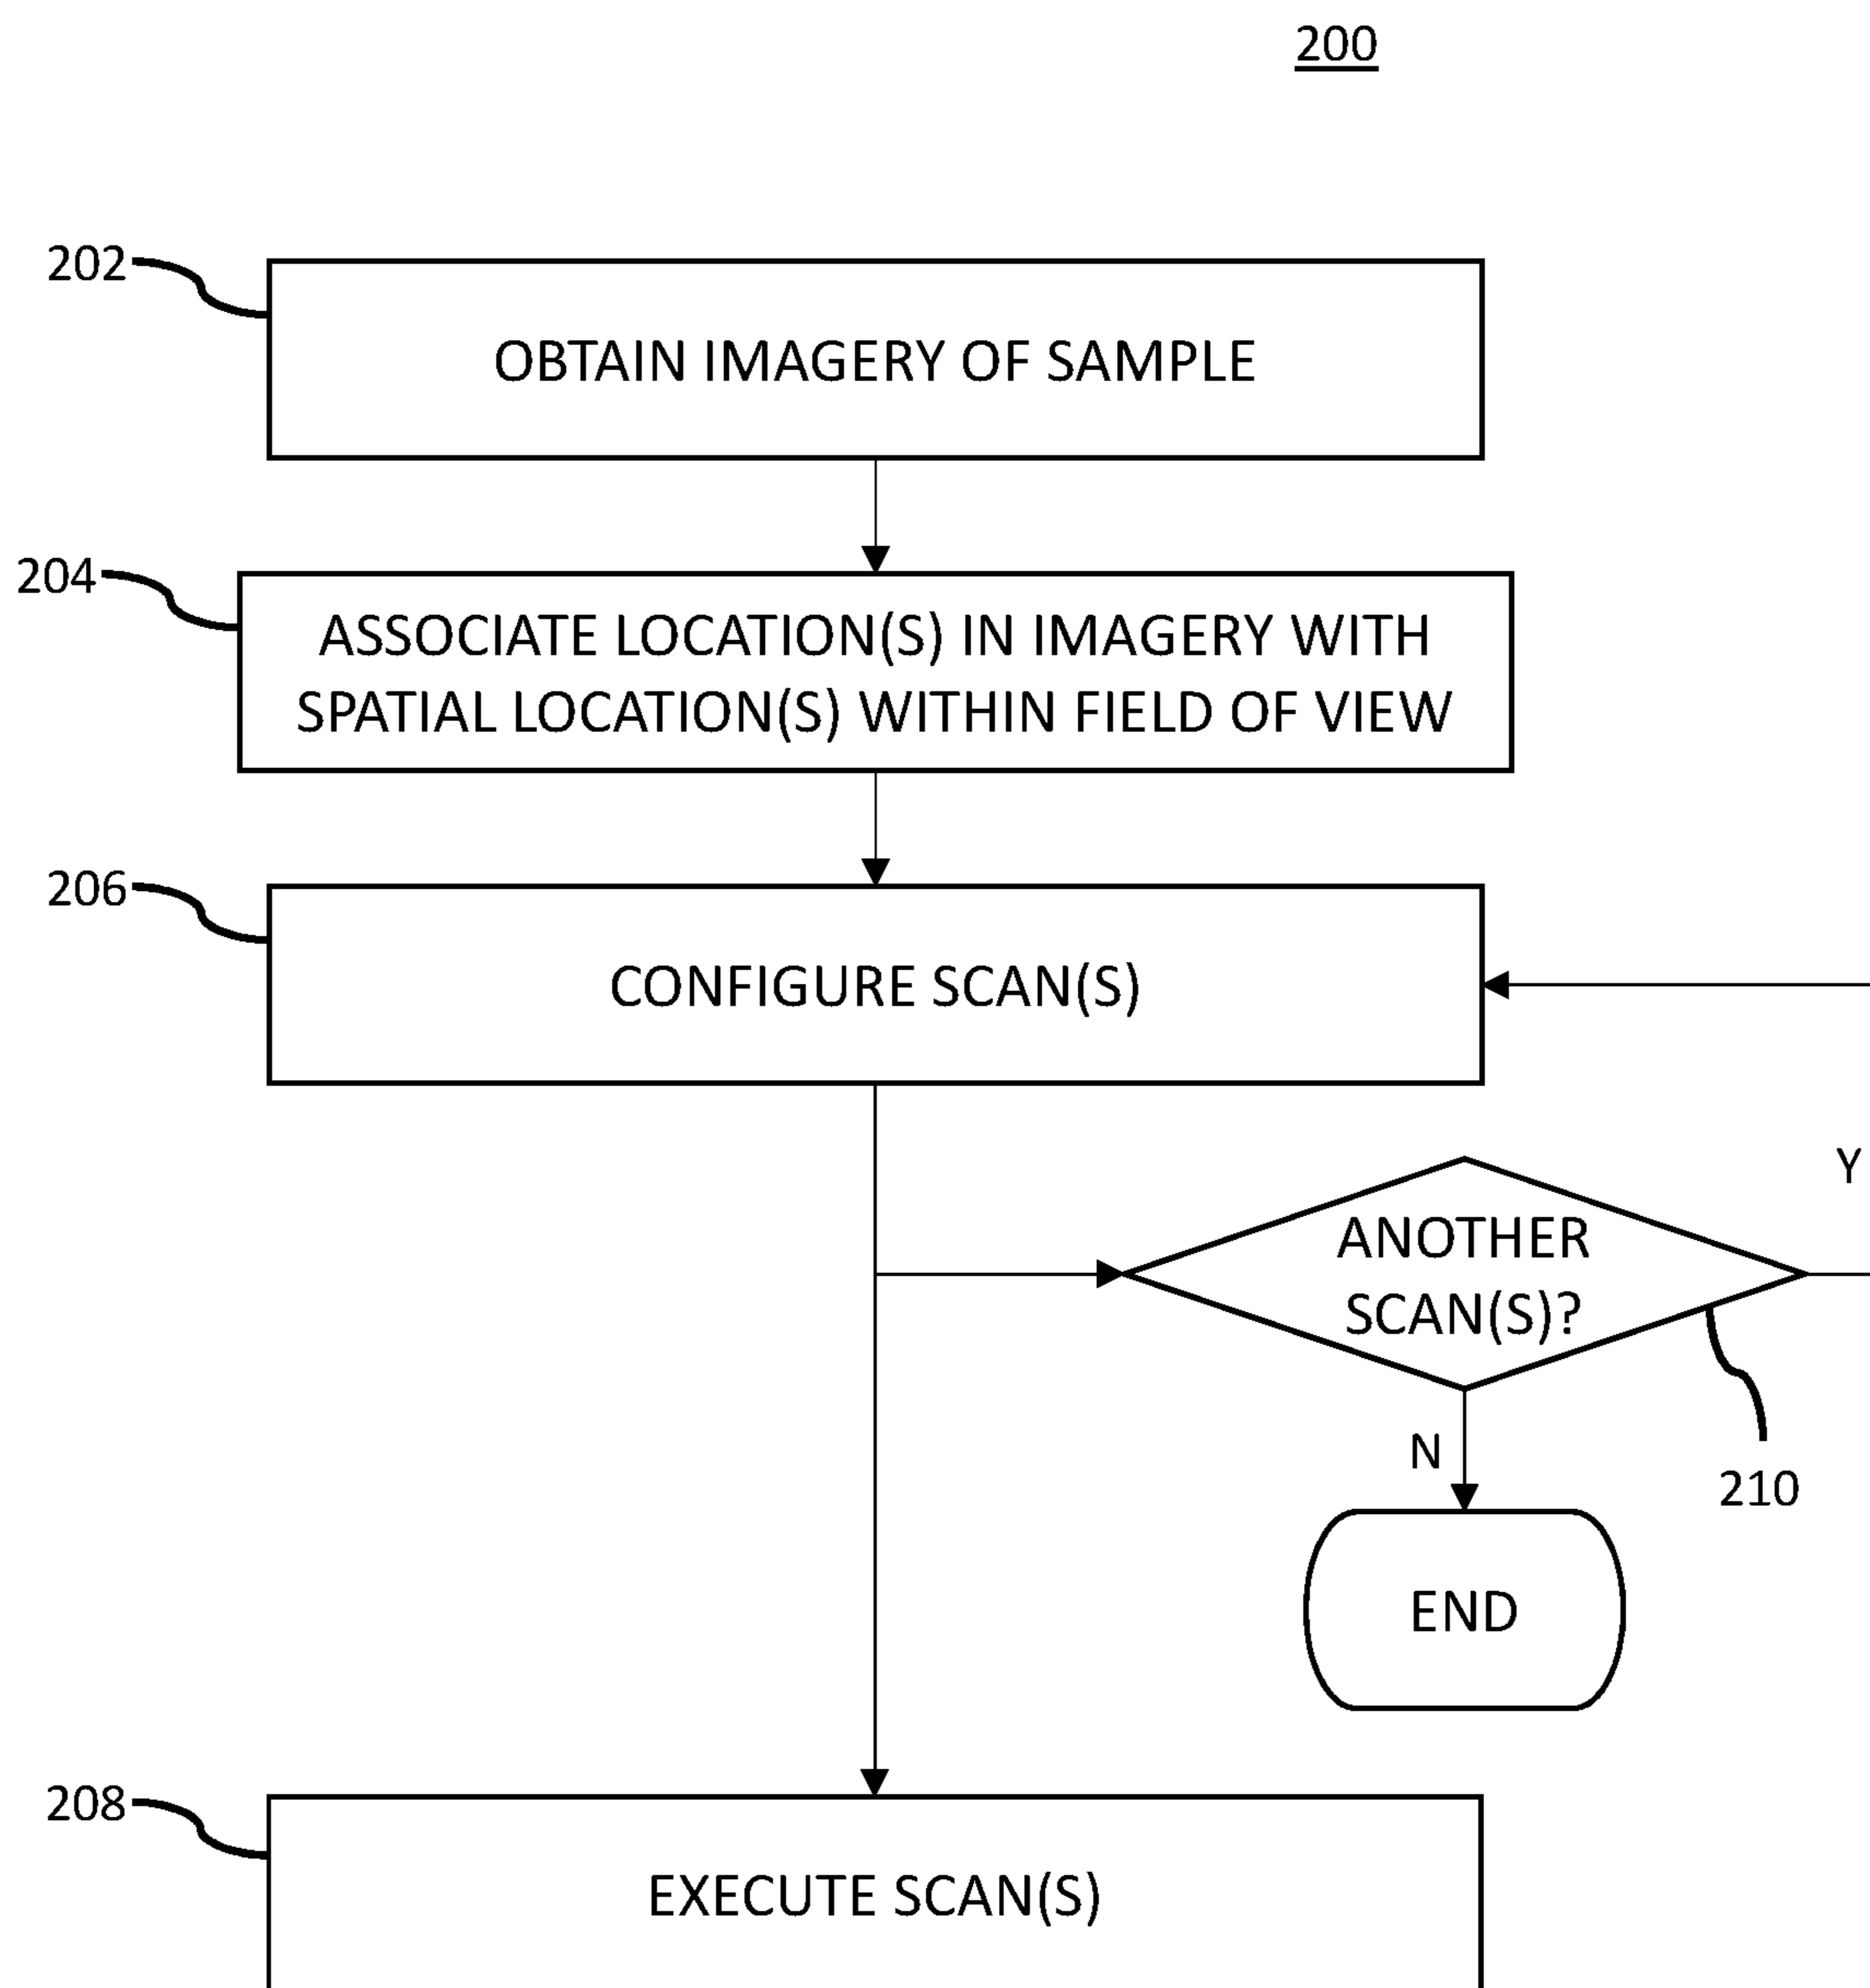 200
202
OBTAIN IMAGERY OF SAMPLE
204
ASSOCIATE LOCATION(S) IN IMAGERY WITH
SPATIAL LOCATION(S) WITHIN FIELD OF VIEW
206
CONFIGURE SCAN(S)
Y
ANOTHER
SCAN(S)?
N
210
END
208
EXECUTE SCAN(S)